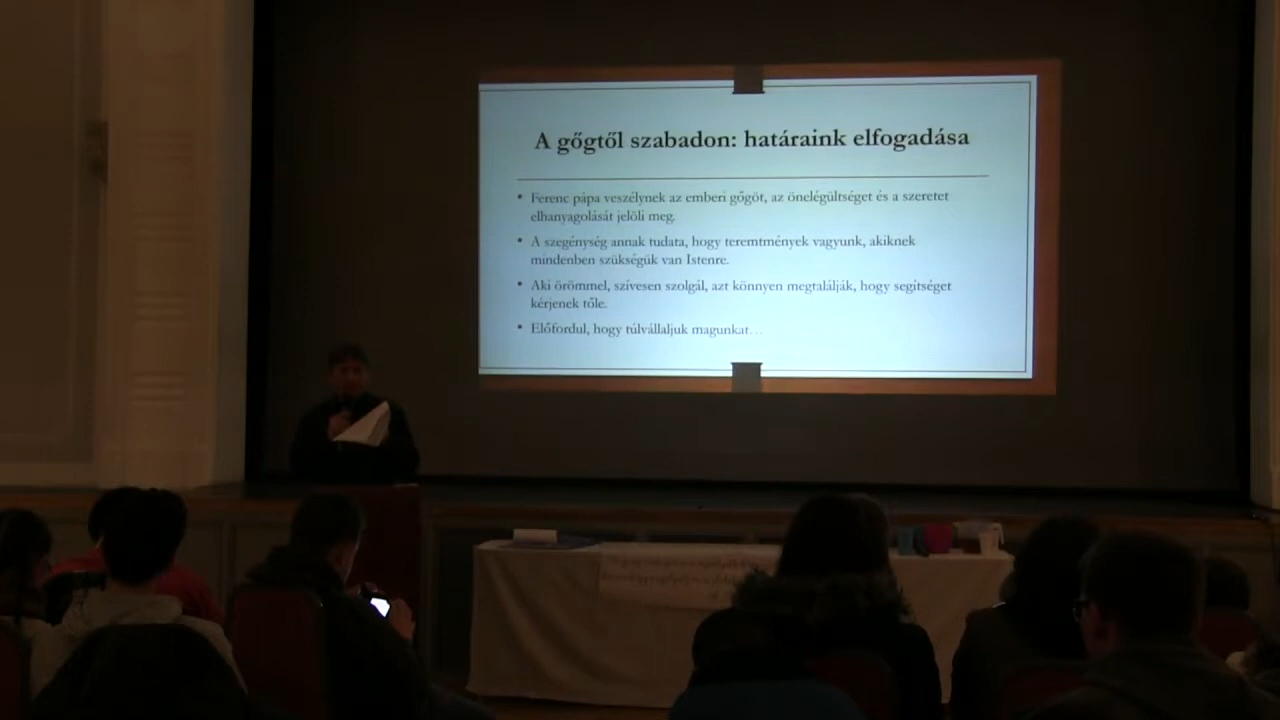 A gőgtől szabadon: határaink elfogadása
• Ferenc pápa veszélynek az emberi gőgöt, az önelégültséget és a szeretet
elhanyagolását jelöli meg.
• A szegénység annak tudata, hogy teremtmények vagyunk, akiknek
mindenben szükségük van Istenre.
• Aki örömmel, szívesen szolgál, azt könnyen megtalálják, hogy segítséget
kérjenek tőle.
• Előfordul, hogy túlvállaljuk magunkat…